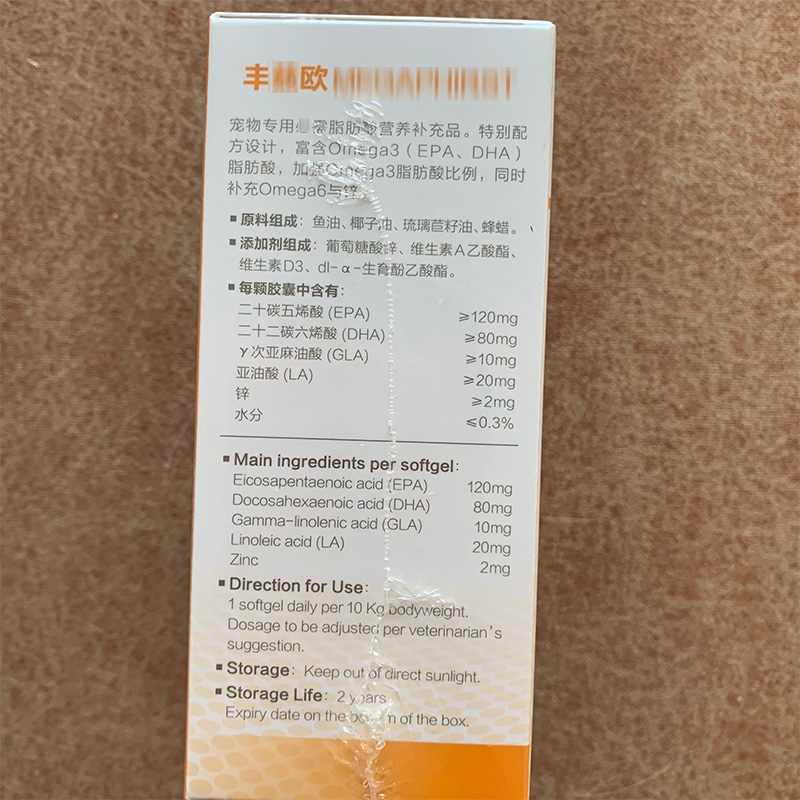 丰 欧
宠物专用 零脂肪酸营养补充品。特别配
方设计，富含Omega3（EPA、DHA）
脂肪酸，加强Omega3脂肪酸比例，同时
补充Omega6与锌。
▪ 原料组成：鱼油、椰子油、琉璃苣籽油、蜂蜡。
▪ 添加剂组成：葡萄糖酸锌、维生素A乙酸酯、
维生素D3、dl-α-生育酚乙酸酯。
▪ 每颗胶囊中含有：
二十碳五烯酸 (EPA) ≥120mg
二十二碳六烯酸 (DHA) ≥80mg
γ次亚麻油酸 (GLA) ≥10mg
亚油酸 (LA) ≥20mg
锌 ≥2mg
水分 ≤0.3%
▪ Main ingredients per softgel:
Eicosapentaenoic acid (EPA) 120mg
Docosahexaenoic acid (DHA) 80mg
Gamma-linolenic acid (GLA) 10mg
Linoleic acid (LA) 20mg
Zinc 2mg
▪ Direction for Use:
1 softgel daily per 10 Kg bodyweight.
Dosage to be adjusted per veterinarian's
suggestion.
▪ Storage: Keep out of direct sunlight.
▪ Storage Life: 2 years
Expiry date on the bottom of the box.